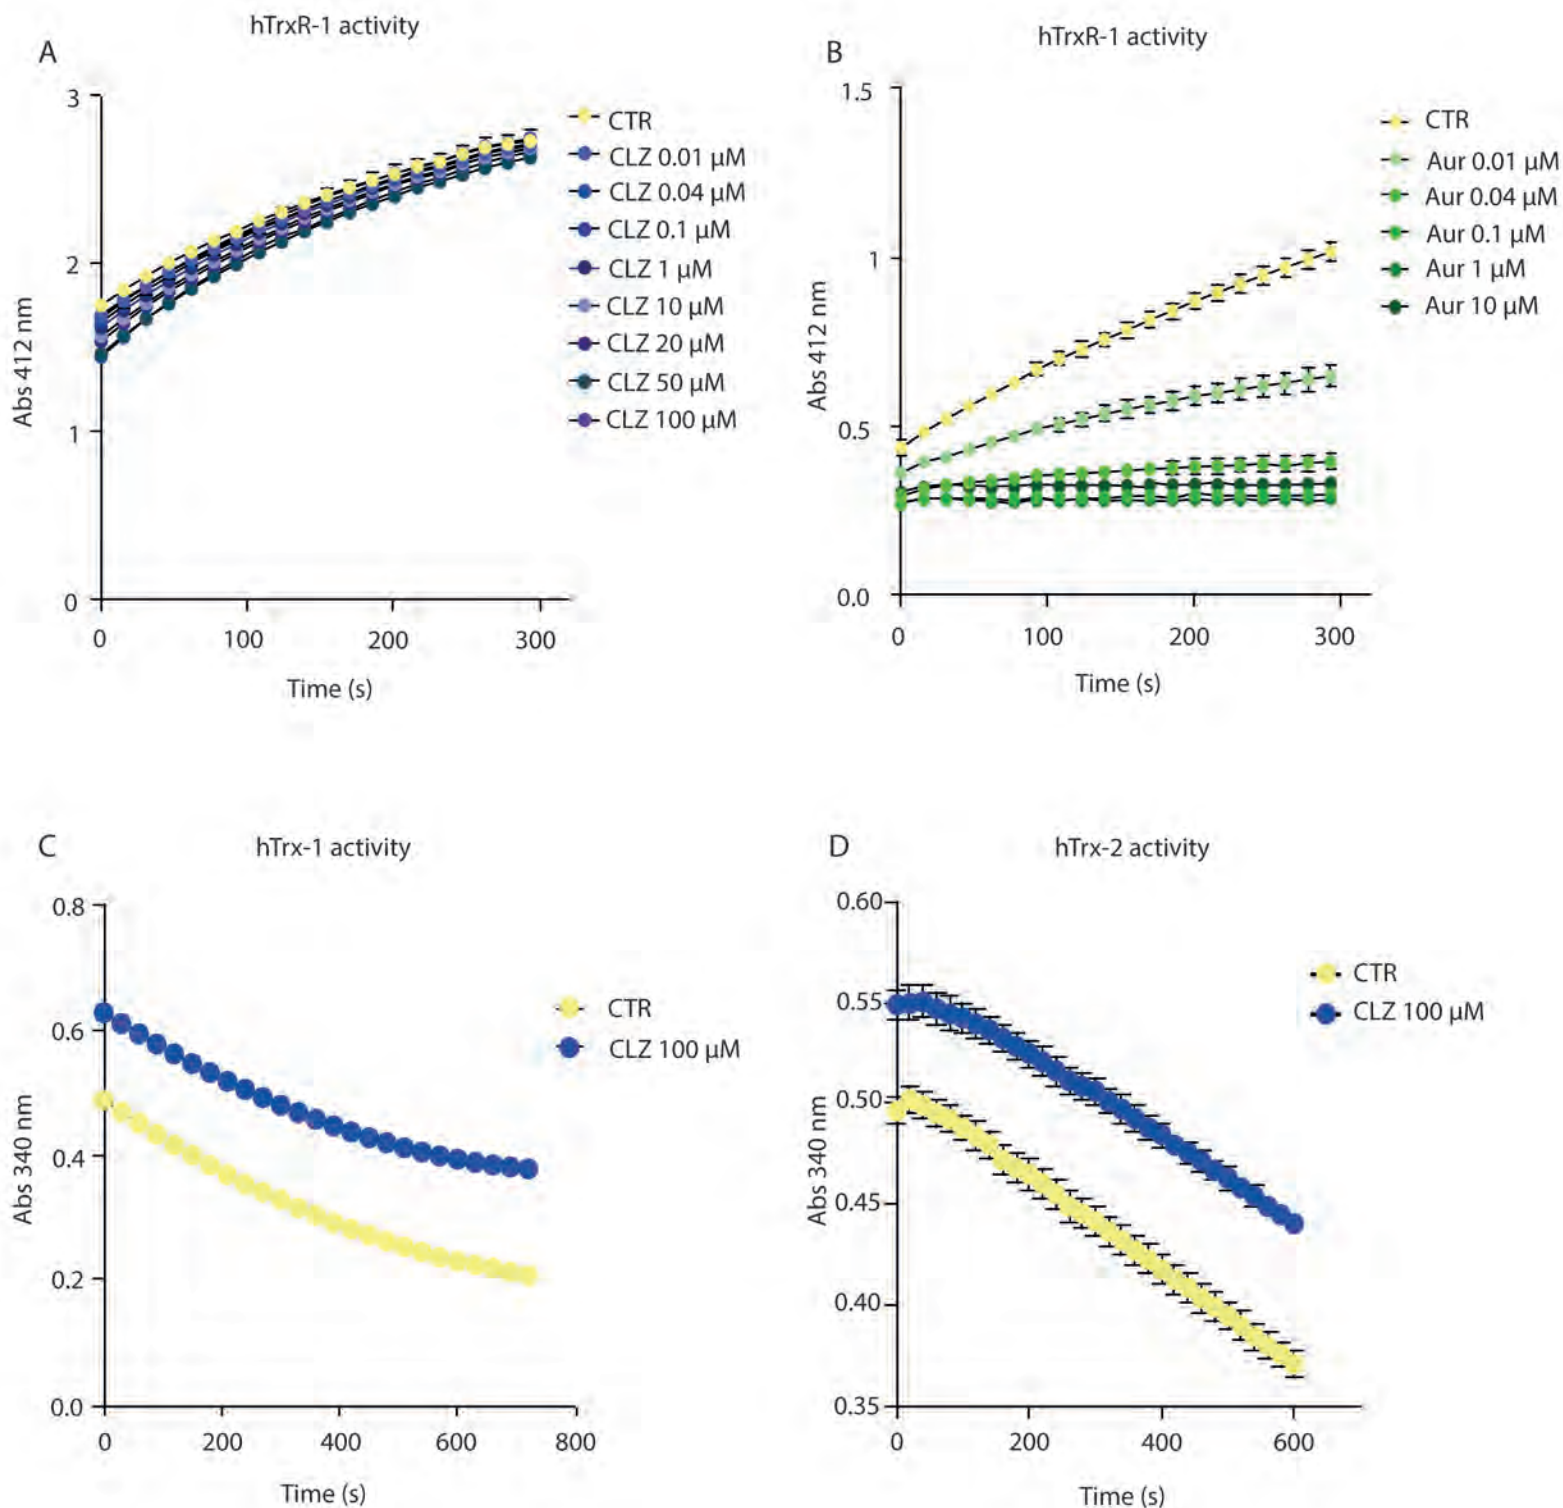 A
hTrxR-1 activity
Abs 412 nm
3
2
1
0
0 100 200 300
Time (s)
CTR
CLZ 0.01 µM
CLZ 0.04 µM
CLZ 0.1 µM
CLZ 1 µM
CLZ 10 µM
CLZ 20 µM
CLZ 50 µM
CLZ 100 µM
B
hTrxR-1 activity
Abs 412 nm
1.5
1
0.5
0.0
0 100 200 300
Time (s)
CTR
Aur 0.01 µM
Aur 0.04 µM
Aur 0.1 µM
Aur 1 µM
Aur 10 µM
C
hTrx-1 activity
Abs 340 nm
0.8
0.6
0.4
0.2
0.0
0 200 400 600 800
Time (s)
CTR
CLZ 100 µM
D
hTrx-2 activity
Abs 340 nm
0.60
0.55
0.50
0.45
0.40
0.35
0 200 400 600
Time (s)
CTR
CLZ 100 µM